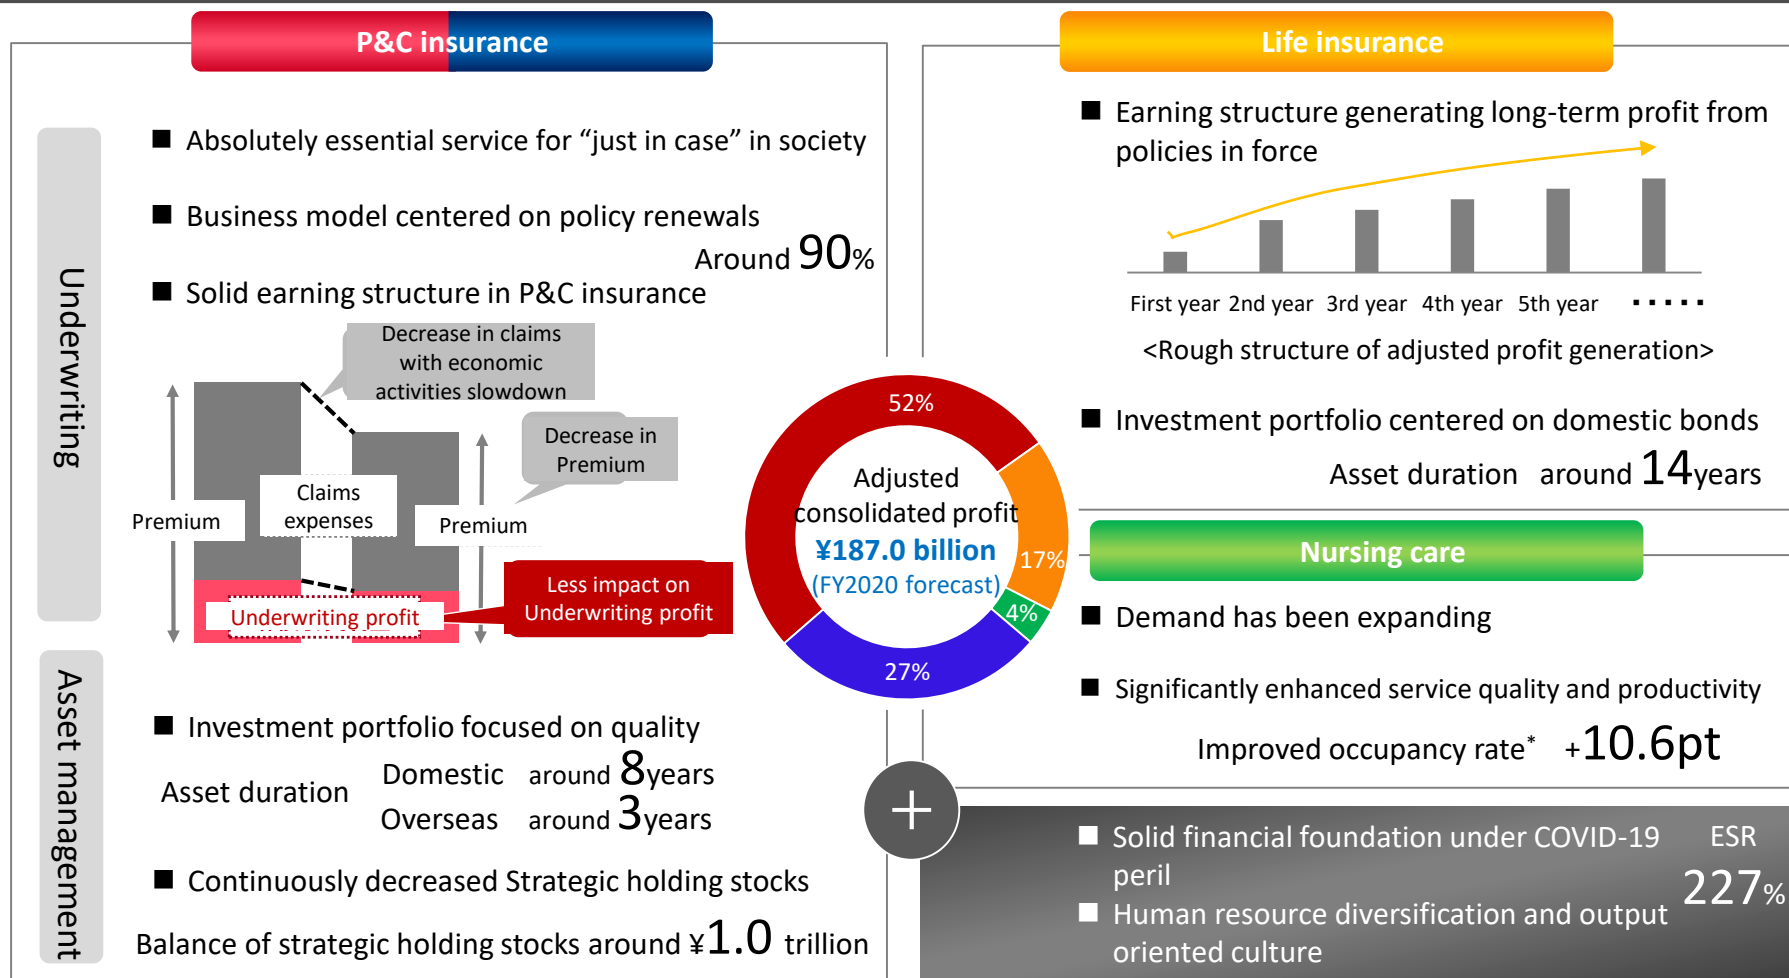 P&C insurance
Underwriting
■ Absolutely essential service for “just in case” in society
■ Business model centered on policy renewals
Around 90%
■ Solid earning structure in P&C insurance
Decrease in claims
with economic
activities slowdown
Decrease in
Premium
Claims
expenses
Premium
Premium
Less impact on
Underwriting profit
Underwriting profit
Asset management
■ Investment portfolio focused on quality
Asset duration
Domestic around 8years
Overseas around 3years
■ Continuously decreased Strategic holding stocks
Balance of strategic holding stocks around ¥1.0 trillion
52%
17%
4%
27%
Adjusted
consolidated profit
¥187.0 billion
(FY2020 forecast)
Life insurance
■ Earning structure generating long-term profit from
policies in force
First year 2nd year 3rd year 4th year 5th year ·····
<Rough structure of adjusted profit generation>
■ Investment portfolio centered on domestic bonds
Asset duration around 14years
Nursing care
■ Demand has been expanding
■ Significantly enhanced service quality and productivity
Improved occupancy rate* +10.6pt
+
■ Solid financial foundation under COVID-19
peril
■ Human resource diversification and output
oriented culture
ESR
227%